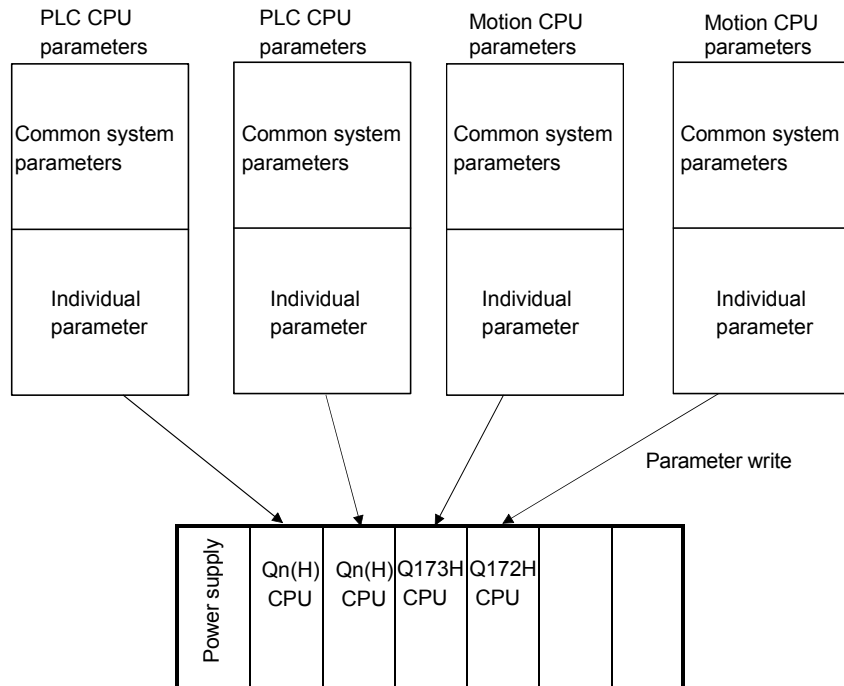 PLC CPU
parameters
PLC CPU
parameters
Motion CPU
parameters
Motion CPU
parameters
Common system
parameters
Common system
parameters
Common system
parameters
Common system
parameters
Individual
parameter
Individual
parameter
Individual
parameter
Individual
parameter
Parameter write
Power supply
Qn(H)
CPU
Qn(H)
CPU
Q173H
CPU
Q172H
CPU